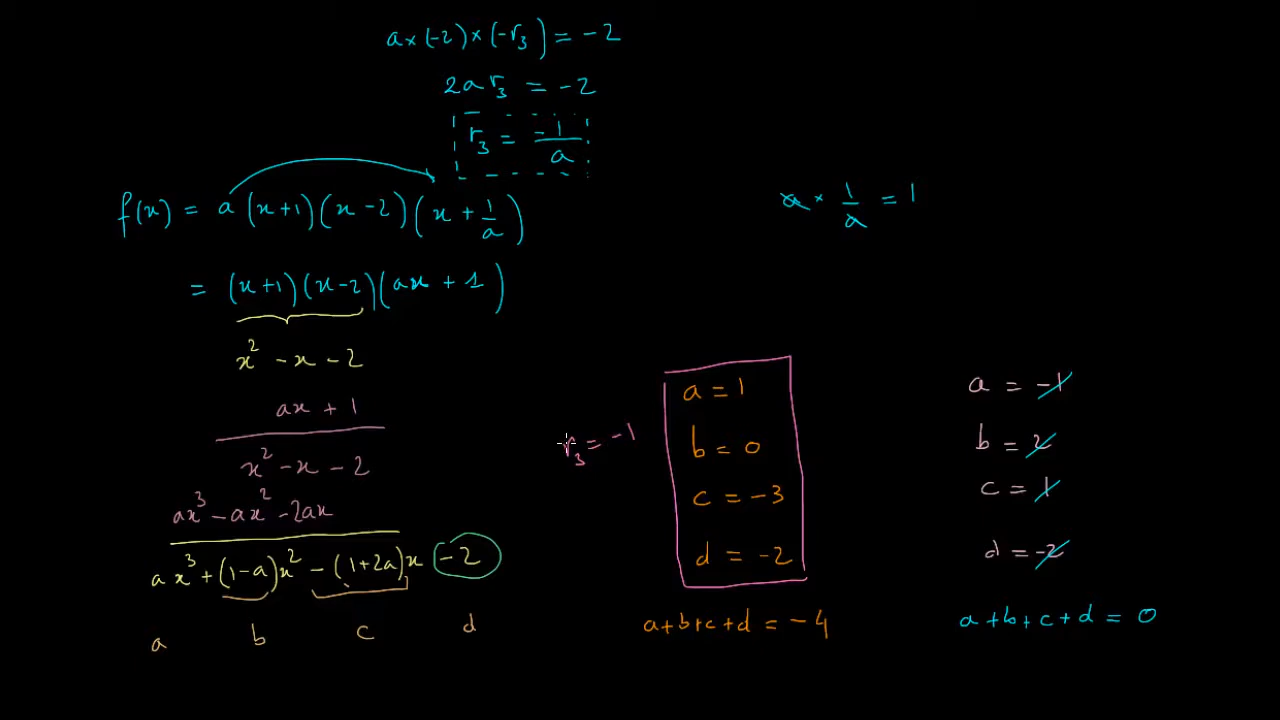 a × (-2) × (-r₃) = -2
2a r₃ = -2
r₃ = -1/a
f(x) = a (x+1)(x-2)(x + 1/a)
a × 1/a = 1
= (x+1)(x-2)(ax + 1)
x² - x - 2
ax + 1
x² - x - 2
ax³ - ax² - 2ax
ax³ + (1-a)x² - (1+2a)x - 2
a b c d
r₃ = -1
a = 1
b = 0
c = -3
d = -2
a+b+c+d = -4
a = -1
b = 2
c = 1
d = -2
a+b+c+d = 0